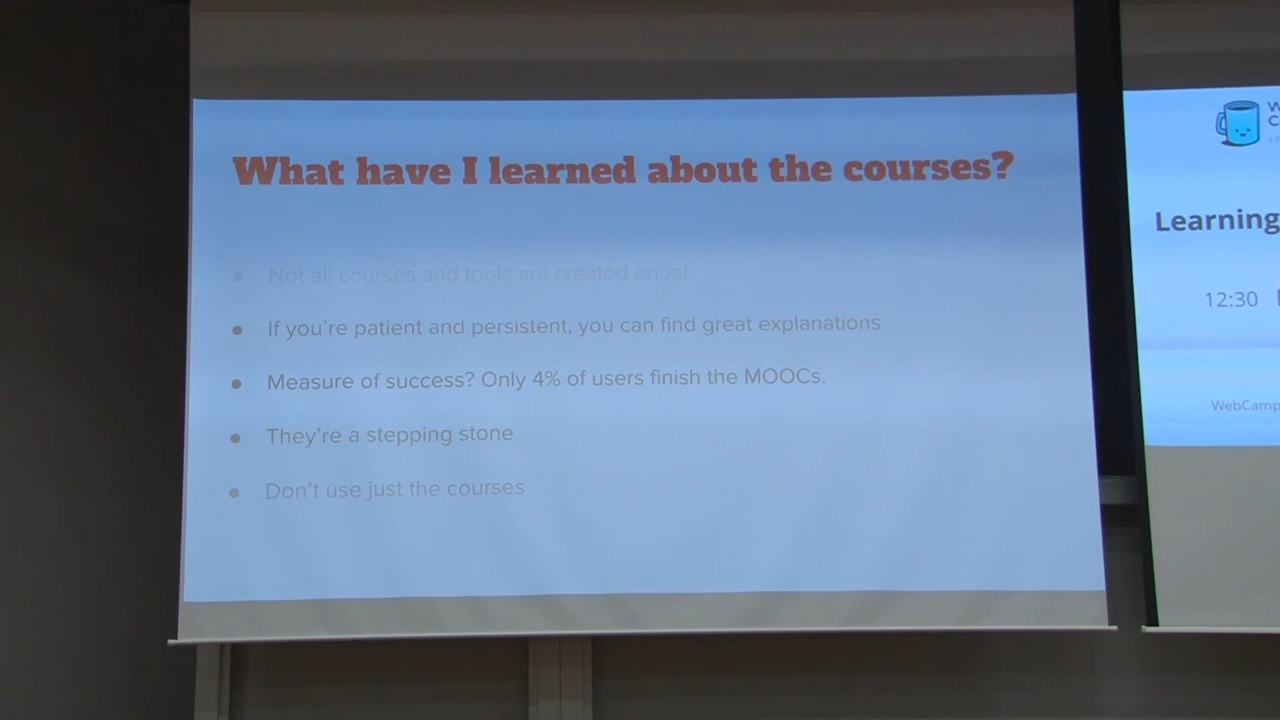 What have I learned about the courses?
Not all courses and tools are created equal
If you're patient and persistent, you can find great explanations
Measure of success? Only 4% of users finish the MOOCs.
They're a stepping stone
Don't use just the courses
Learning
12:30
WebCamp